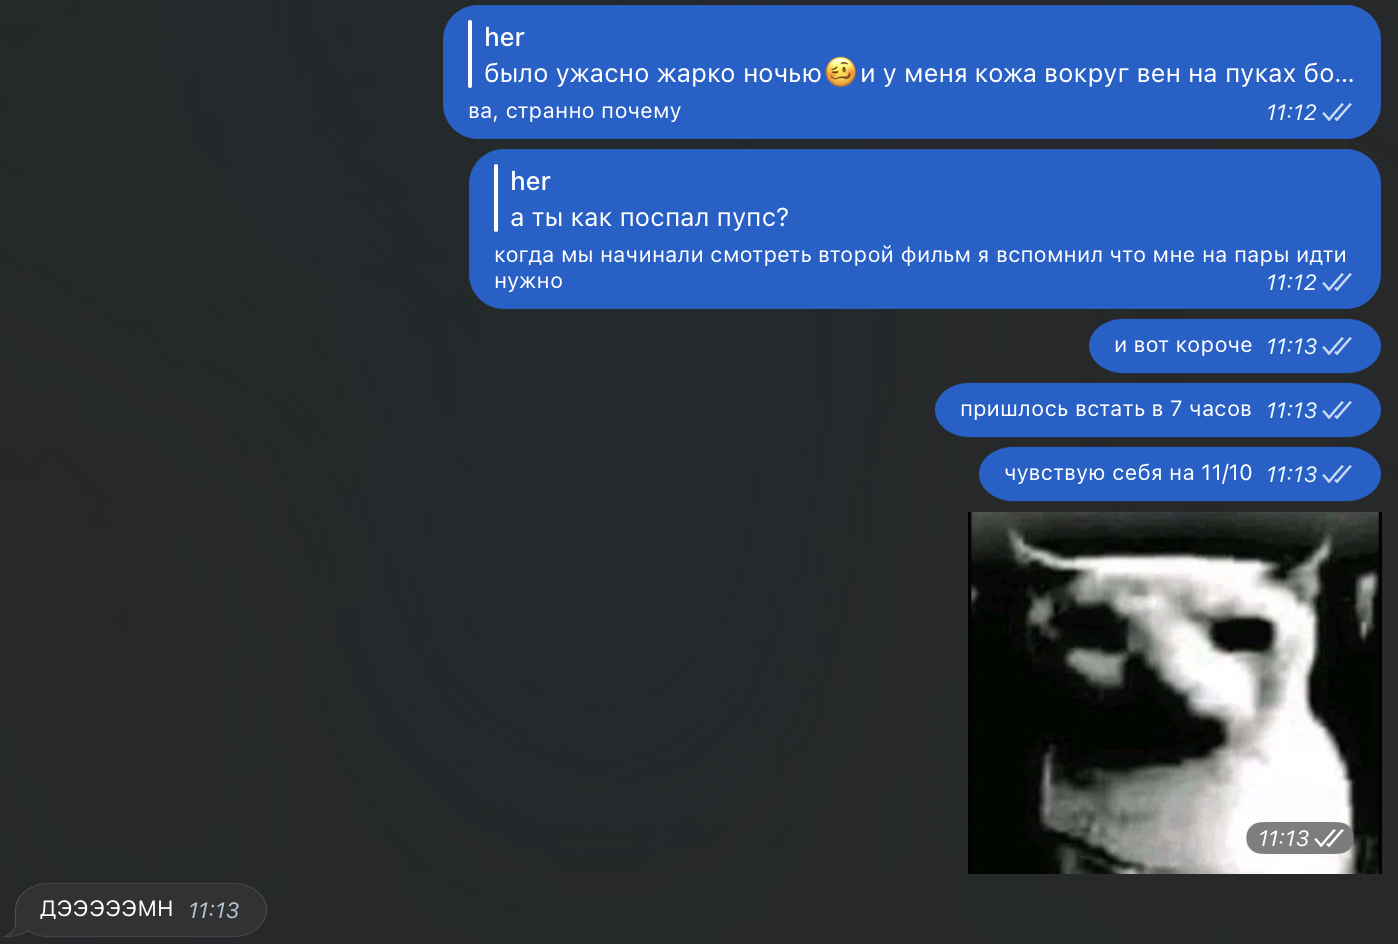 her
было ужасно жарко ночью🥴и у меня кожа вокруг вен на пуках бо...
ва, странно почему
11:12
her
а ты как поспал пупс?
когда мы начинали смотреть второй фильм я вспомнил что мне на пары идти
нужно
11:12
и вот короче 11:13
пришлось встать в 7 часов 11:13
чувствую себя на 11/10 11:13
11:13
ДЭЭЭЭЭМН 11:13